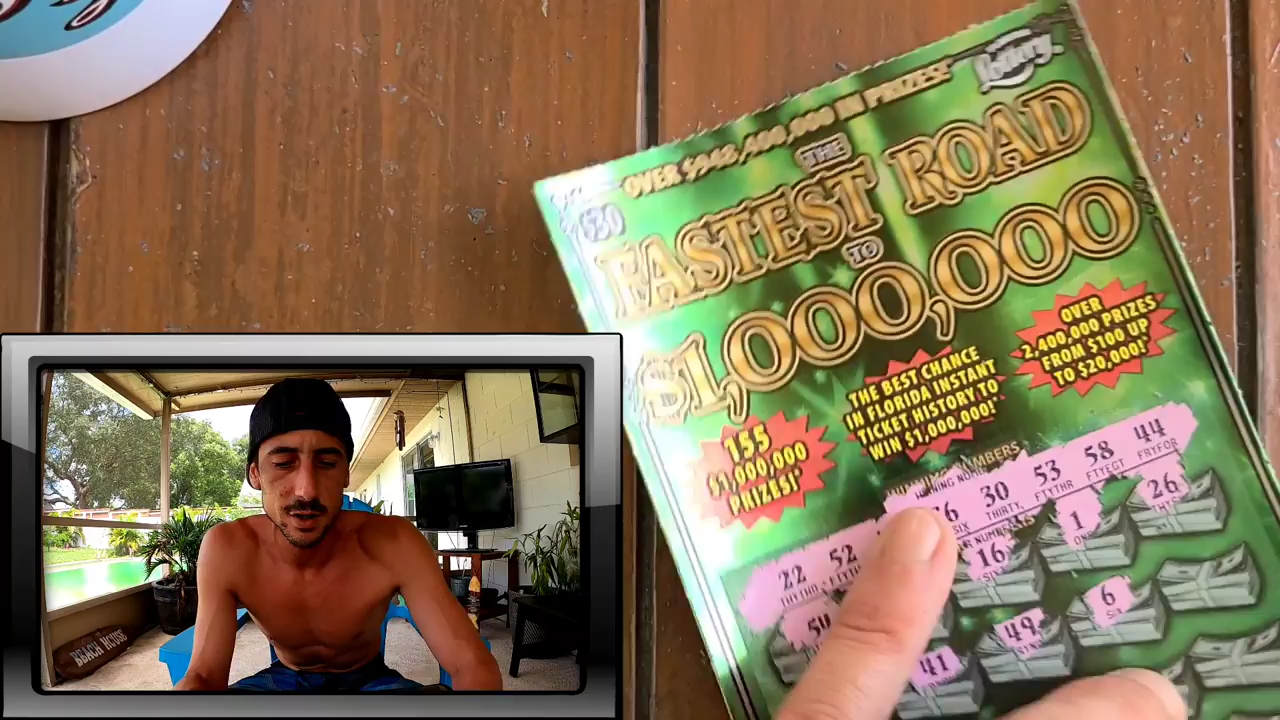 Lottery
OVER $948,400,000 IN PRIZES!*
$30
THE
FASTEST ROAD
TO
$1,000,000
OVER
2,400,000 PRIZES
FROM $100 UP
TO $20,000!*
THE BEST CHANCE
IN FLORIDA INSTANT
TICKET HISTORY TO
WIN $1,000,000!*
155
$1,000,000
PRIZES!*
WINNING NUMBERS
22 52 30 53 58 44
THIRTY FTYTHR FTYEGT FRYFOR
16 1 26
6
SIX
49
41
BEACH HOUSE